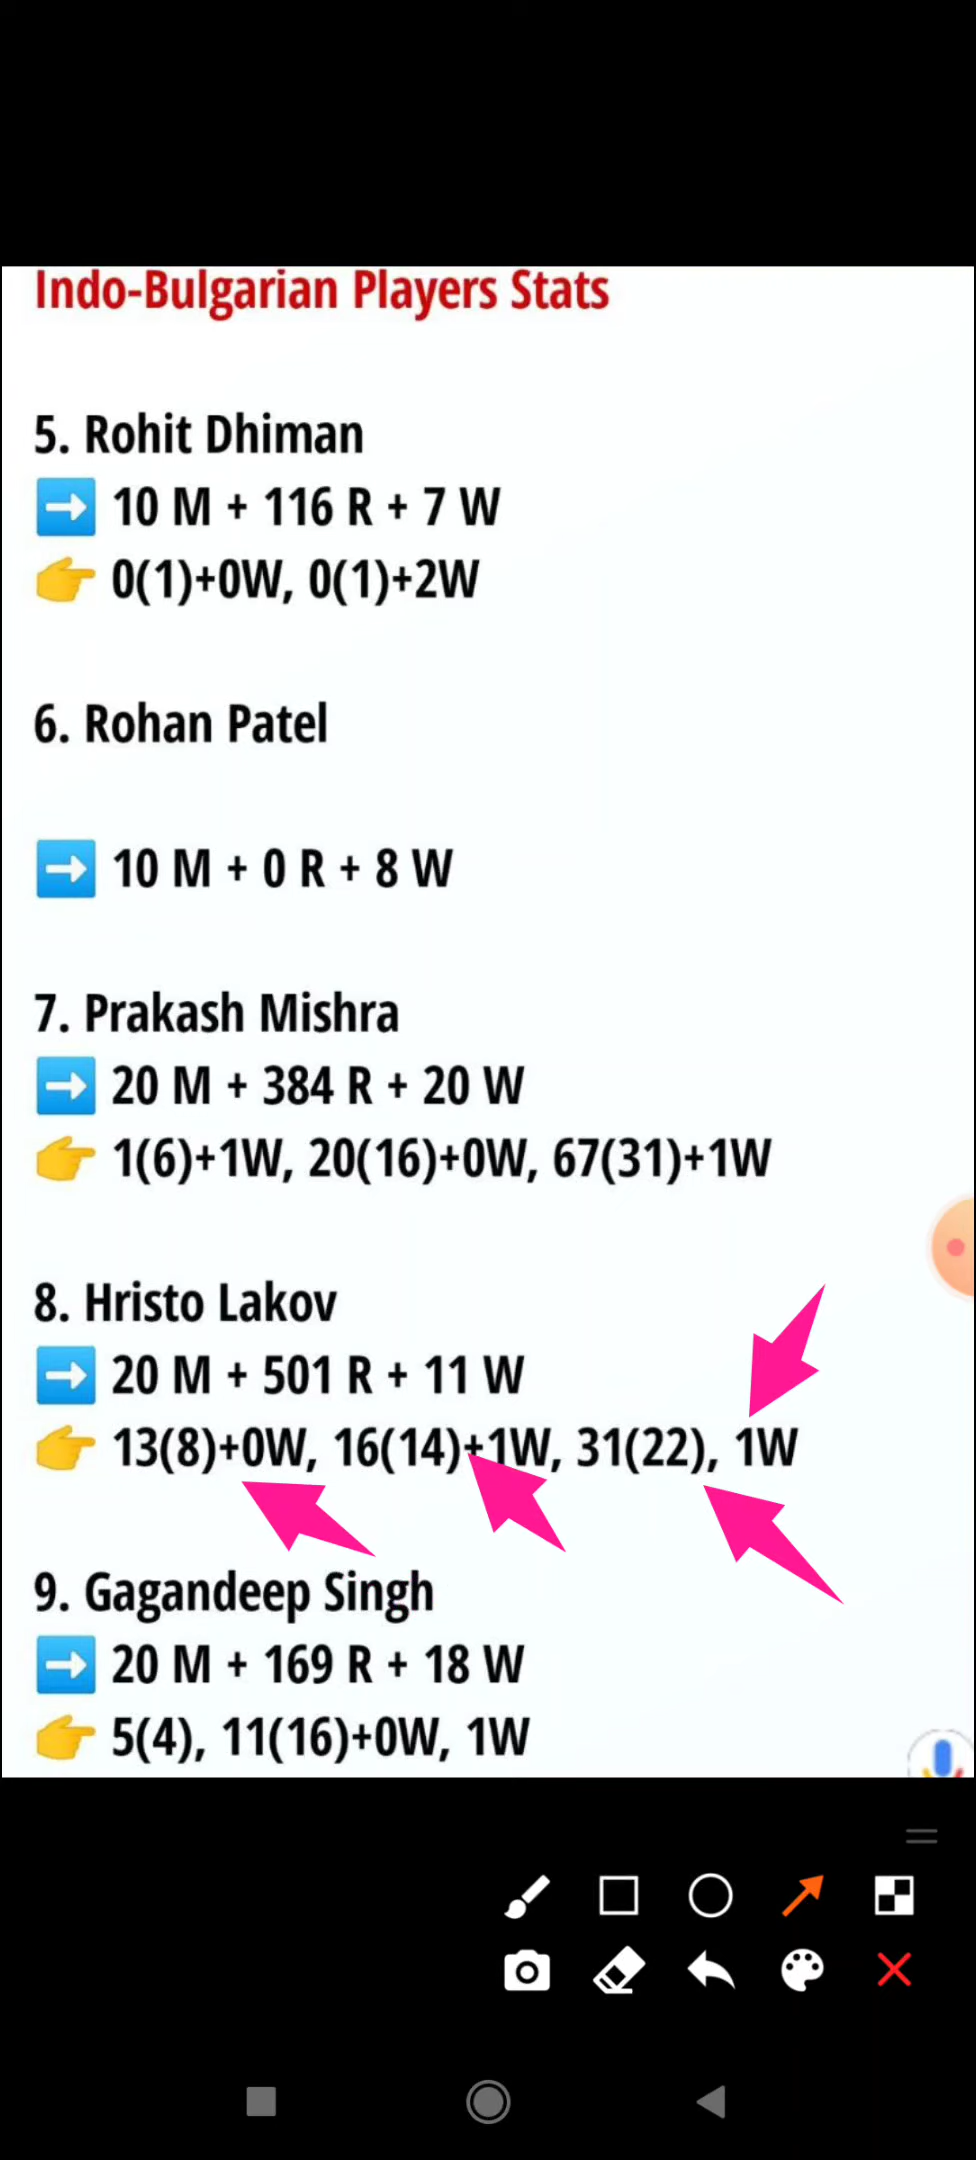 Indo-Bulgarian Players Stats
5. Rohit Dhiman
➡️ 10 M + 116 R + 7 W
👉 0(1)+0W, 0(1)+2W
6. Rohan Patel
➡️ 10 M + 0 R + 8 W
7. Prakash Mishra
➡️ 20 M + 384 R + 20 W
👉 1(6)+1W, 20(16)+0W, 67(31)+1W
8. Hristo Lakov
➡️ 20 M + 501 R + 11 W
👉 13(8)+0W, 16(14)+1W, 31(22), 1W
9. Gagandeep Singh
➡️ 20 M + 169 R + 18 W
👉 5(4), 11(16)+0W, 1W